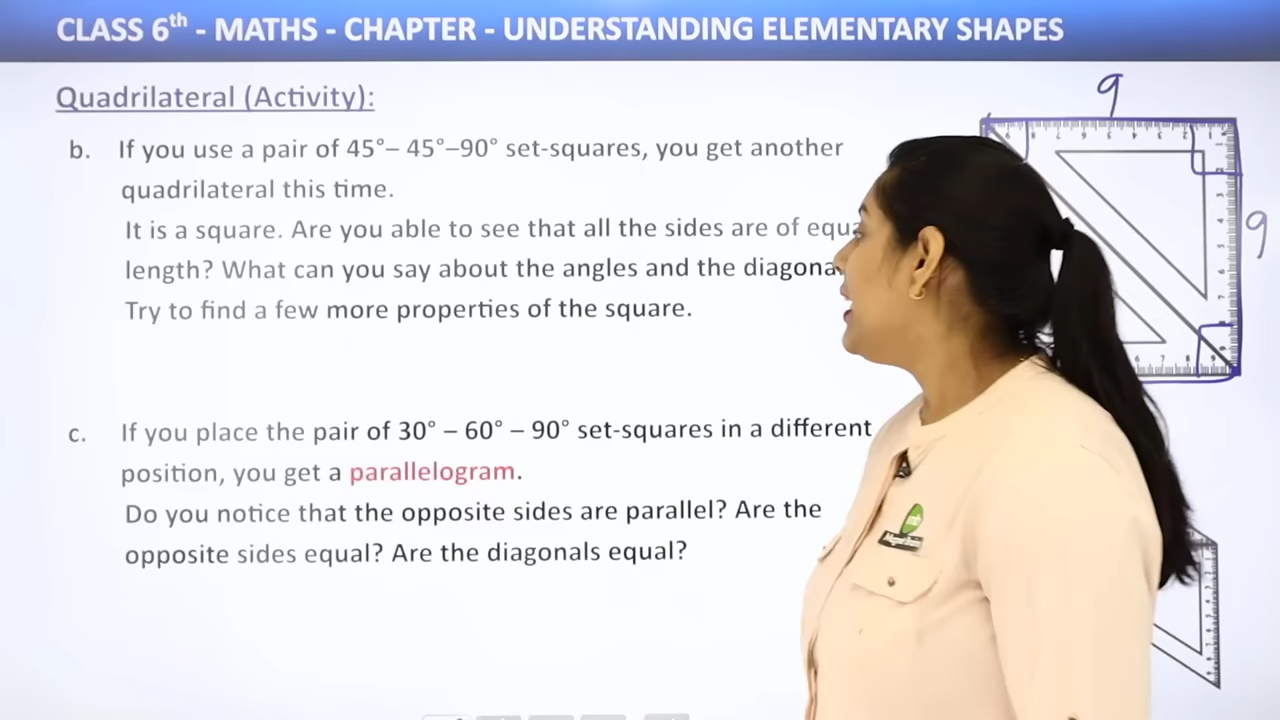 CLASS 6th - MATHS - CHAPTER - UNDERSTANDING ELEMENTARY SHAPES
Quadrilateral (Activity):
9
b. If you use a pair of 45°– 45°–90° set-squares, you get another
quadrilateral this time.
It is a square. Are you able to see that all the sides are of equa
9
length? What can you say about the angles and the diagona
Try to find a few more properties of the square.
c. If you place the pair of 30° – 60° – 90° set-squares in a different
position, you get a parallelogram.
Do you notice that the opposite sides are parallel? Are the
opposite sides equal? Are the diagonals equal?